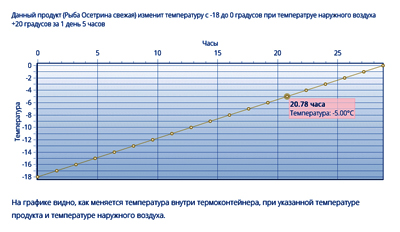 Данный продукт (Рыба Осетрина свежая) изменит температуру с -18 до 0 градусов при температруе наружного воздуха
+20 градусов за 1 день 5 часов
Часы
0 5 10 15 20 25
0
-2
-4
-6
-8
-10
-12
-14
-16
-18
Температура
20.78 часа
Температура: -5.00°C
На графике видно, как меняется температура внутри термоконтейнера, при указанной температуре
продукта и температуре наружного воздуха.